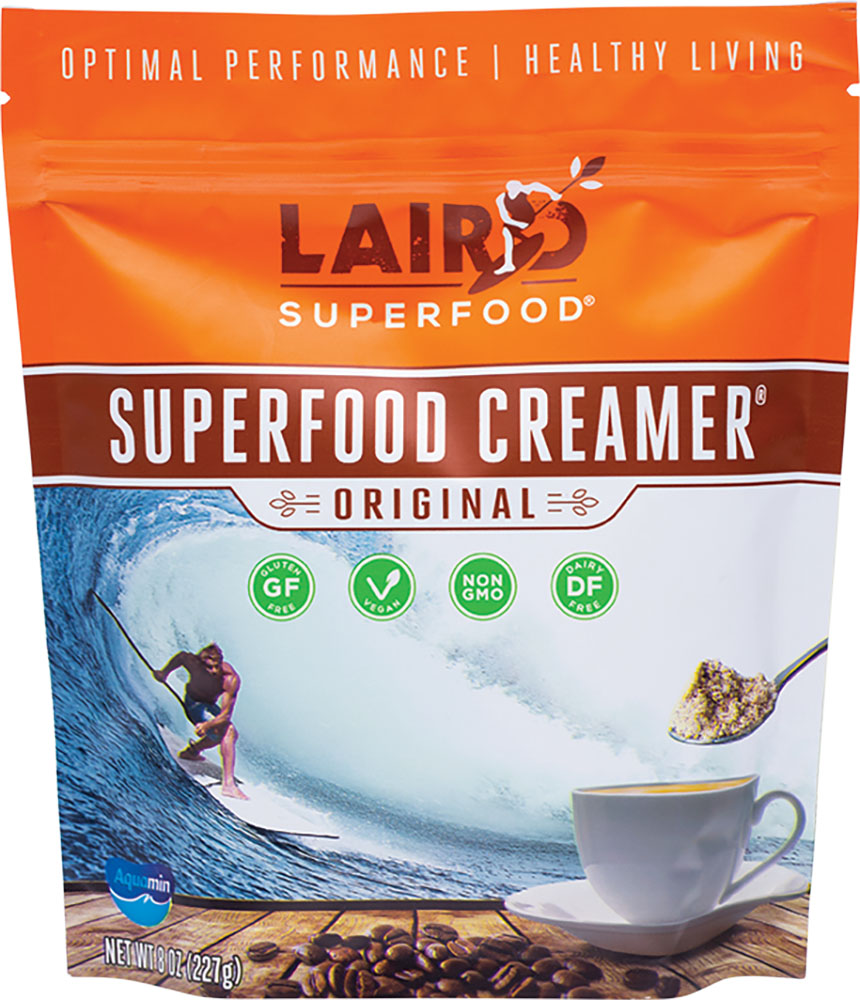 OPTIMAL PERFORMANCE | HEALTHY LIVING
LAIRD
SUPERFOOD®
SUPERFOOD CREAMER®
ORIGINAL
GLUTEN
GF
FREE
V
VEGAN
NON
GMO
DAIRY
DF
FREE
Aquamin
NET WT 8 OZ (227g)